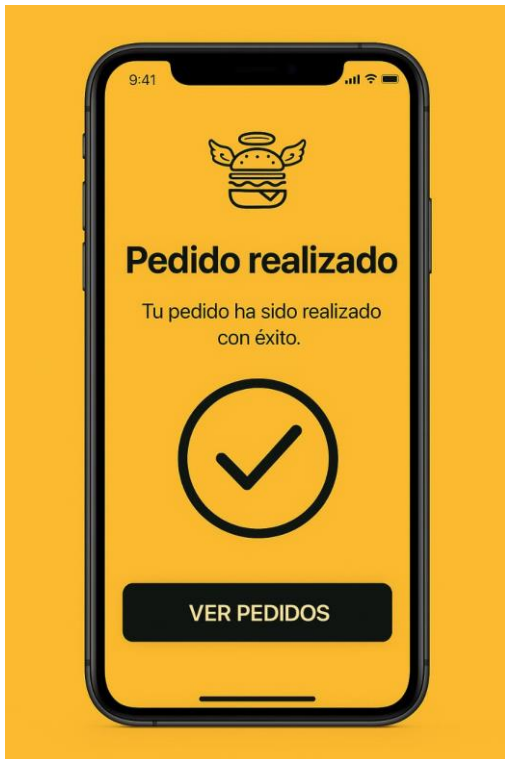 9:41
Pedido realizado
Tu pedido ha sido realizado
con éxito.
VER PEDIDOS